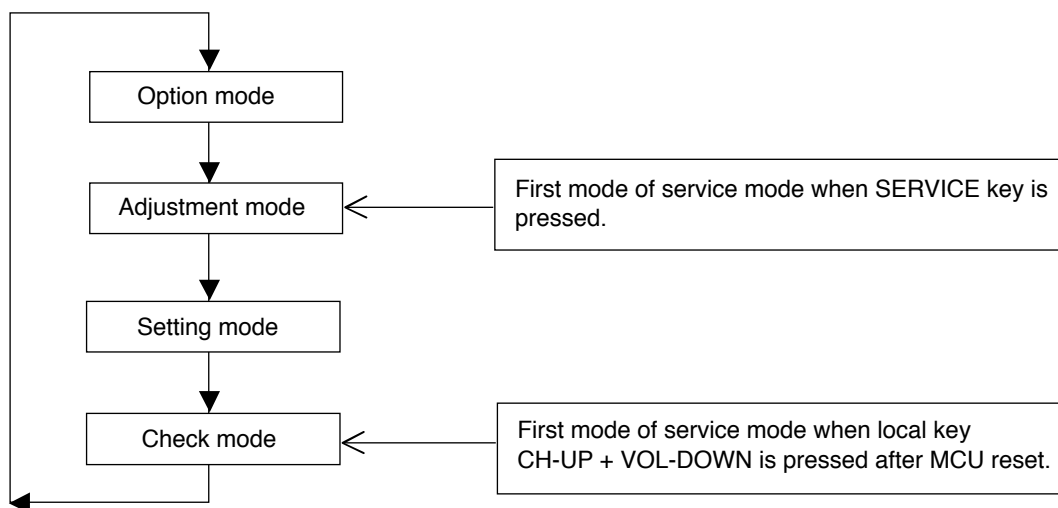 Option mode
Adjustment mode
First mode of service mode when SERVICE key is
pressed.
Setting mode
Check mode
First mode of service mode when local key
CH-UP + VOL-DOWN is pressed after MCU reset.